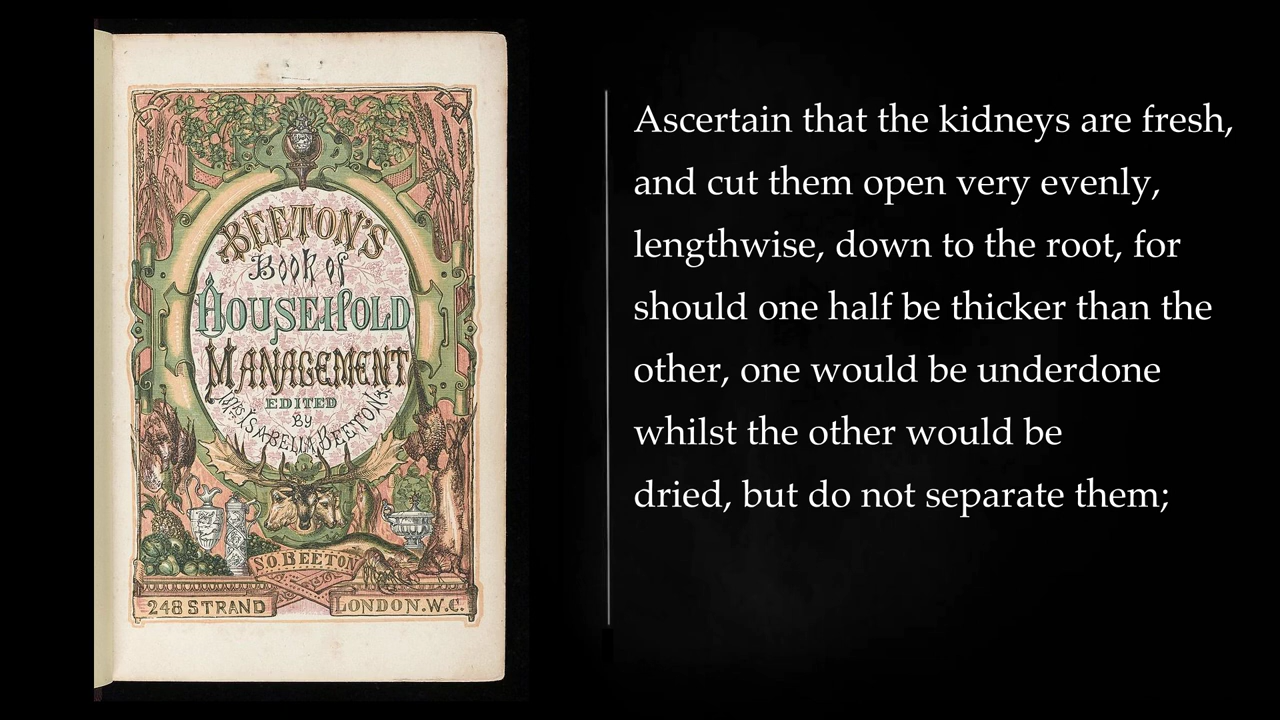 BEETON'S
Book of
HOUSEHOLD
MANAGEMENT
EDITED
BY
MRS ISABELLA BEETON
S.O. BEETON
248 STRAND
LONDON. W.C.
Ascertain that the kidneys are fresh,
and cut them open very evenly,
lengthwise, down to the root, for
should one half be thicker than the
other, one would be underdone
whilst the other would be
dried, but do not separate them;